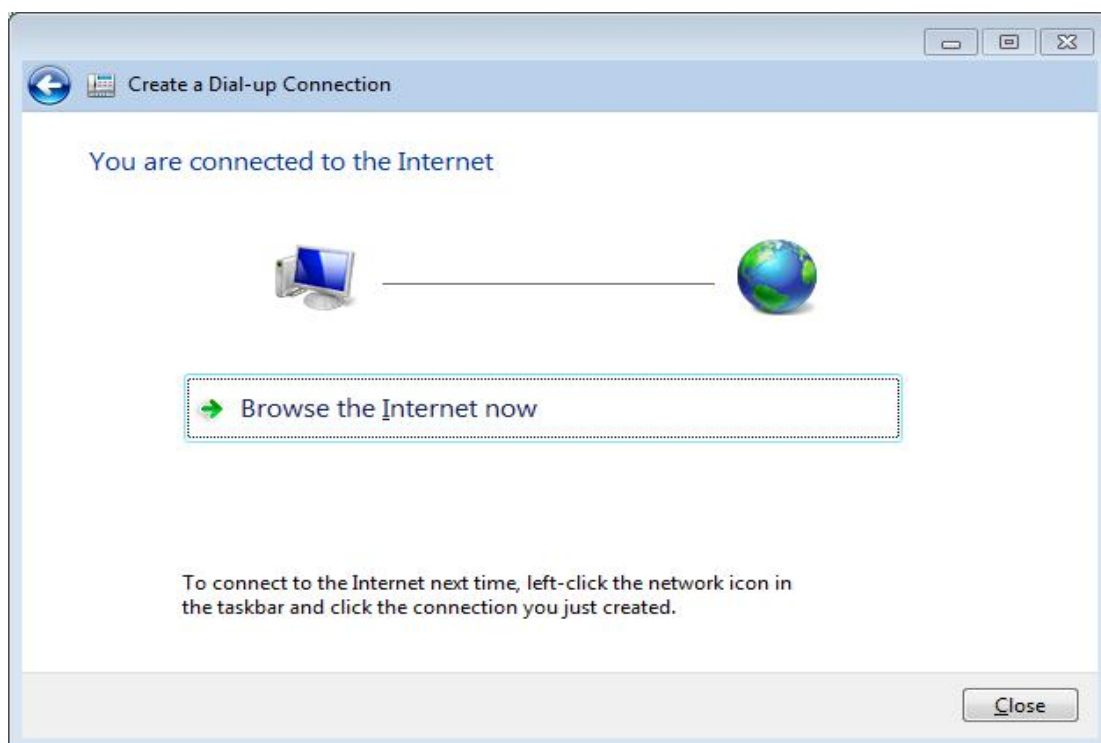 Create a Dial-up Connection
You are connected to the Internet
Browse the Internet now
To connect to the Internet next time, left-click the network icon in
the taskbar and click the connection you just created.
Close